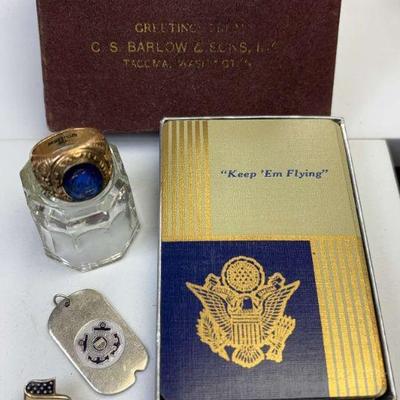 GREETINGS FROM
C. S. BARLOW & SONS, INC.
TACOMA, WASHINGTON
"Keep 'Em Flying"